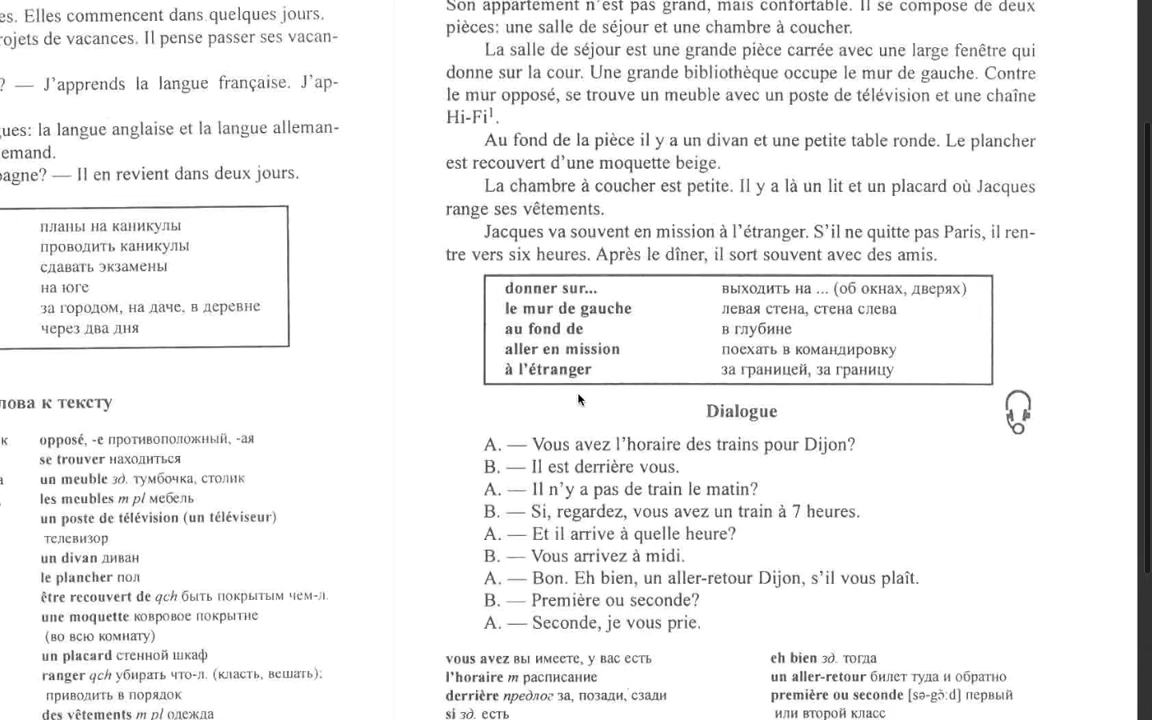 es. Elles commencent dans quelques jours.
rojets de vacances. Il pense passer ses vacan-
? — J’apprends la langue française. J’ap-
gues: la langue anglaise et la langue alleman-
emand.
pagne? — Il en revient dans deux jours.
планы на каникулы
проводить каникулы
сдавать экзамены
на юге
за городом, на даче, в деревне
через два дня
лова к тексту
к opposé, -e противоположный, -ая
se trouver находиться
un meuble зд. тумбочка, столик
les meubles m pl мебель
un poste de télévision (un téléviseur)
телевизор
un divan диван
le plancher пол
être recouvert de qch быть покрытым чем-л.
une moquette ковровое покрытие
(во всю комнату)
un placard стенной шкаф
ranger qch убирать что-л. (класть, вешать);
приводить в порядок
des vêtements m pl одежда
Son appartement n’est pas grand, mais confortable. Il se compose de deux
pièces: une salle de séjour et une chambre à coucher.
La salle de séjour est une grande pièce carrée avec une large fenêtre qui
donne sur la cour. Une grande bibliothèque occupe le mur de gauche. Contre
le mur opposé, se trouve un meuble avec un poste de télévision et une chaîne
Hi-Fi¹.
Au fond de la pièce il y a un divan et une petite table ronde. Le plancher
est recouvert d’une moquette beige.
La chambre à coucher est petite. Il y a là un lit et un placard où Jacques
range ses vêtements.
Jacques va souvent en mission à l’étranger. S’il ne quitte pas Paris, il ren-
tre vers six heures. Après le dîner, il sort souvent avec des amis.
donner sur... выходить на ... (об окнах, дверях)
le mur de gauche левая стена, стена слева
au fond de в глубине
aller en mission поехать в командировку
à l’étranger за границей, за границу
Dialogue
A. — Vous avez l’horaire des trains pour Dijon?
B. — Il est derrière vous.
A. — Il n’y a pas de train le matin?
B. — Si, regardez, vous avez un train à 7 heures.
A. — Et il arrive à quelle heure?
B. — Vous arrivez à midi.
A. — Bon. Eh bien, un aller-retour Dijon, s’il vous plaît.
B. — Première ou seconde?
A. — Seconde, je vous prie.
vous avez вы имеете, у вас есть
l’horaire m расписание
derrière предлог за, позади, сзади
si зд. есть
eh bien зд. тогда
un aller-retour билет туда и обратно
première ou seconde [sə-gɔ̃:d] первый
или второй класс